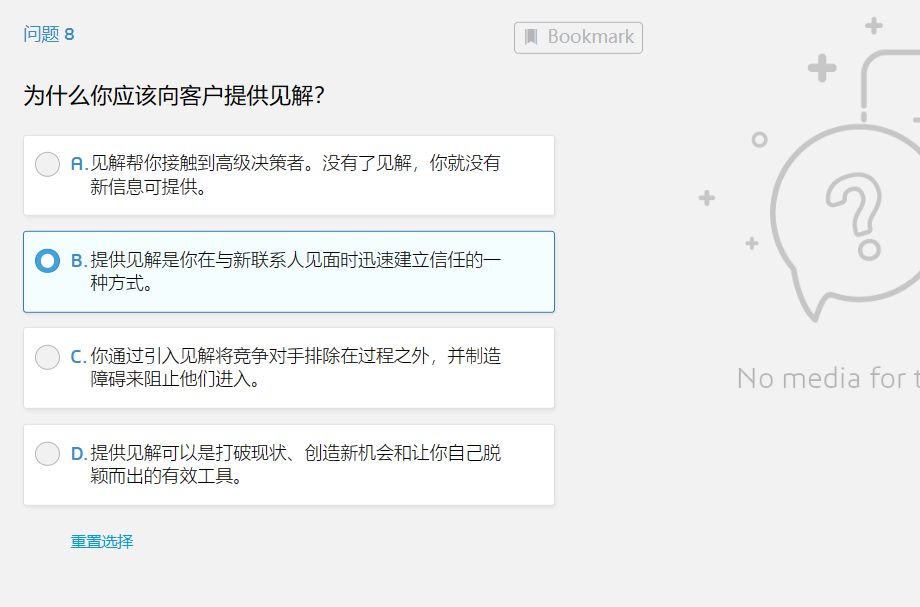 问题 8
Bookmark
为什么你应该向客户提供见解？
A. 见解帮你接触到高级决策者。没有了见解，你就没有
新信息可提供。
B. 提供见解是你在与新联系人见面时迅速建立信任的一
种方式。
C. 你通过引入见解将竞争对手排除在过程之外，并制造
障碍来阻止他们进入。
D. 提供见解可以是打破现状、创造新机会和让你自己脱
颖而出的有效工具。
重置选择
No media for t